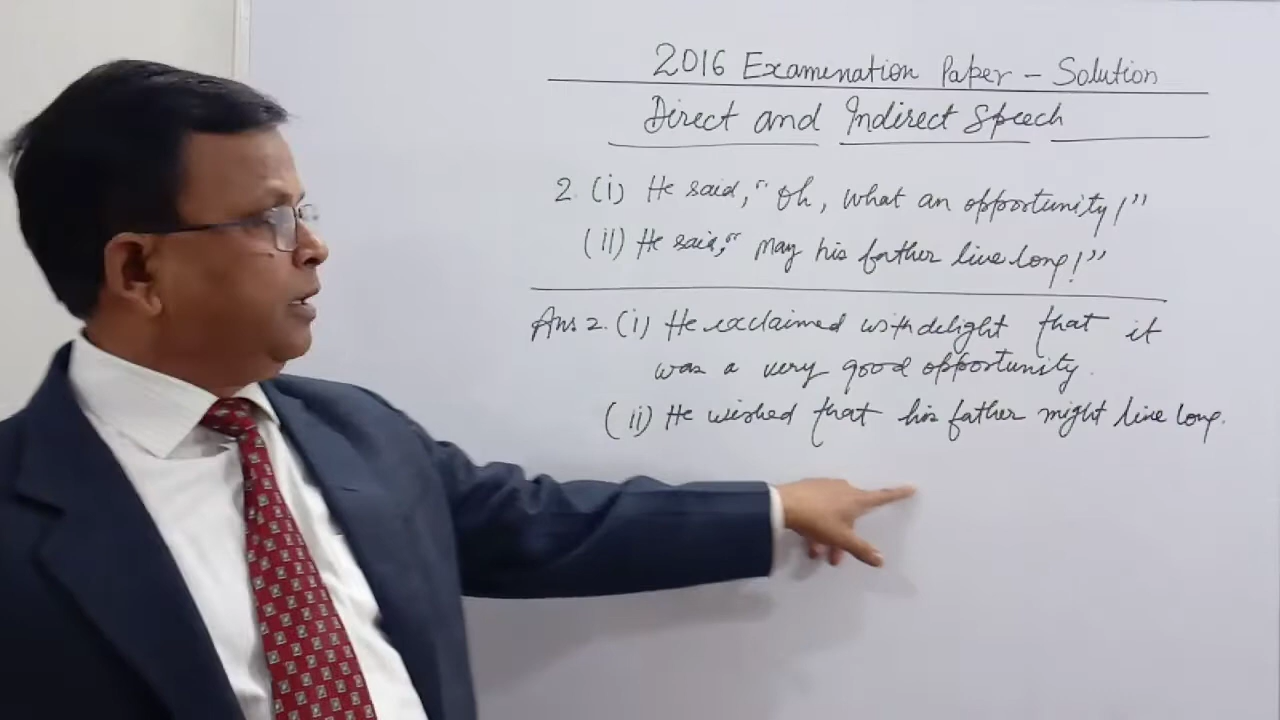 2016 Examenation Paper - Solution
Direct and Indirect Speech
2. (i) He said, "Oh, what an opportunity!"
(ii) He said, "May his father live long!"
Ans 2. (i) He exclaimed with delight that it
was a very good opportunity.
(ii) He wished that his father might live long.